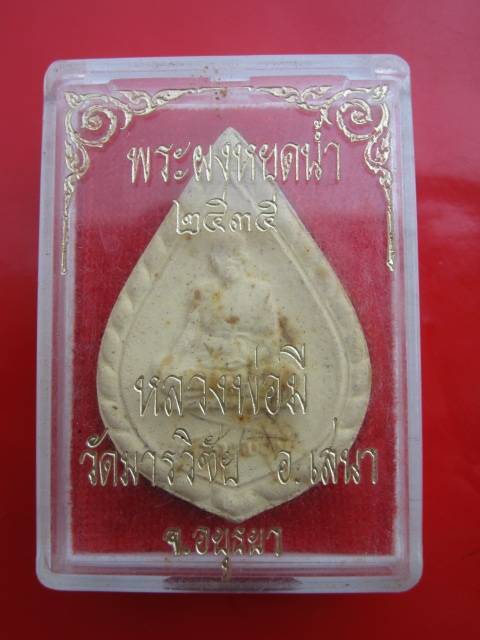 พระผงหยดน้ำ
๒๕๓๕
หลวงพ่อมี
วัดมารวิชัย อ.เสนา
จ.อยุธยา